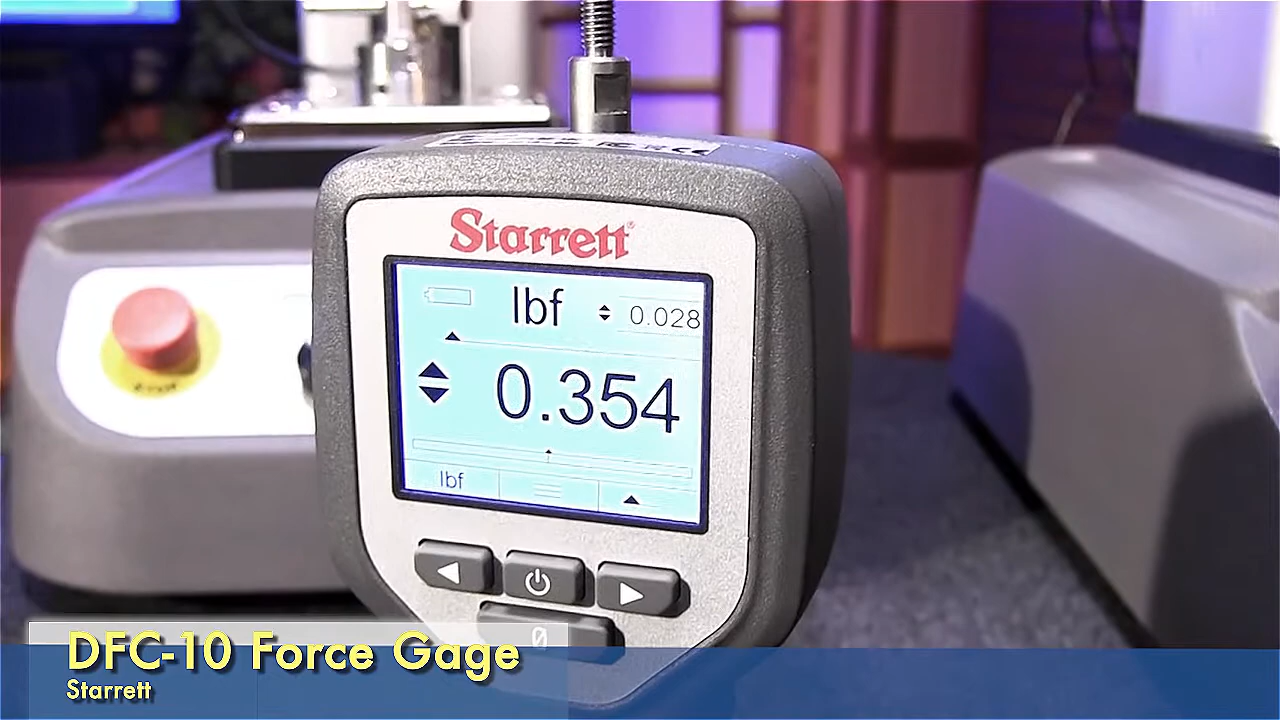 Starrett
lbf 0.028
0.354
lbf
0
DFC-10 Force Gage
Starrett